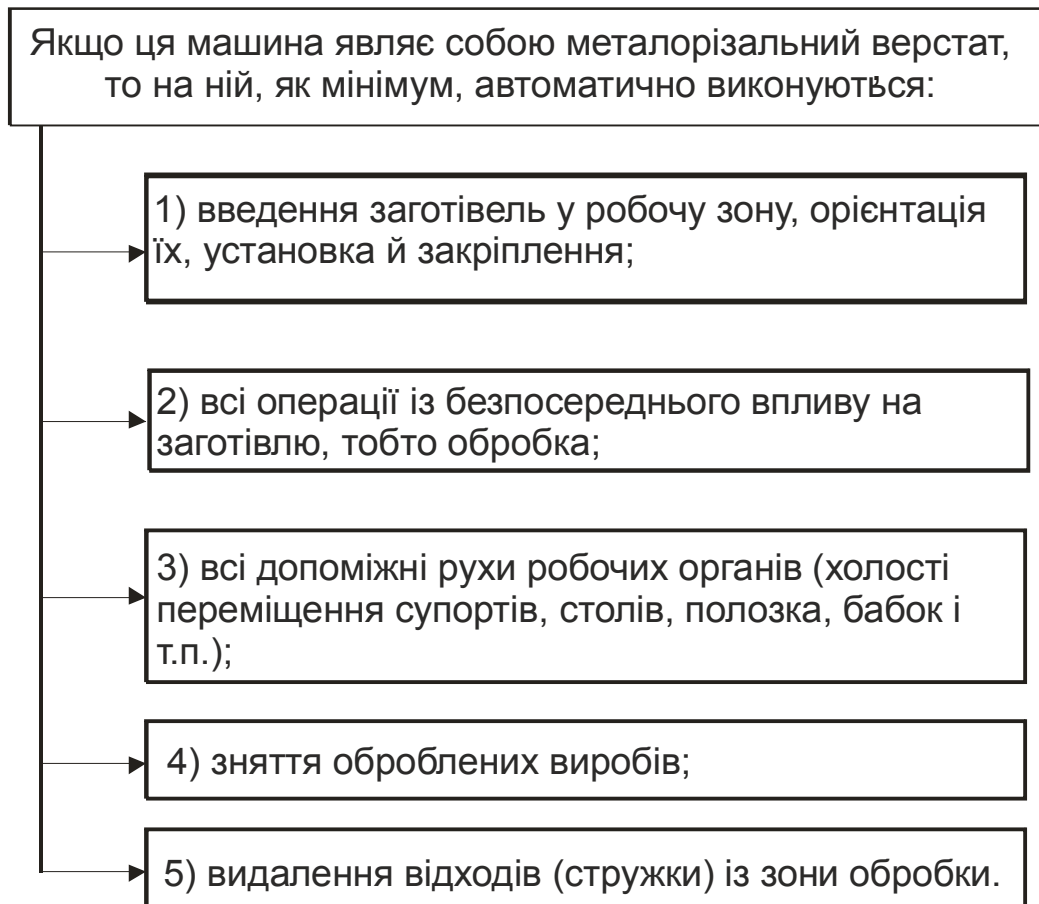 Якщо ця машина являє собою металорізальний верстат,
то на ній, як мінімум, автоматично виконуються:
1) введення заготівель у робочу зону, орієнтація
їх, установка й закріплення;
2) всі операції із безпосереднього впливу на
заготівлю, тобто обробка;
3) всі допоміжні рухи робочих органів (холості
переміщення супортів, столів, полозка, бабок і
т.п.);
4) зняття оброблених виробів;
5) видалення відходів (стружки) із зони обробки.